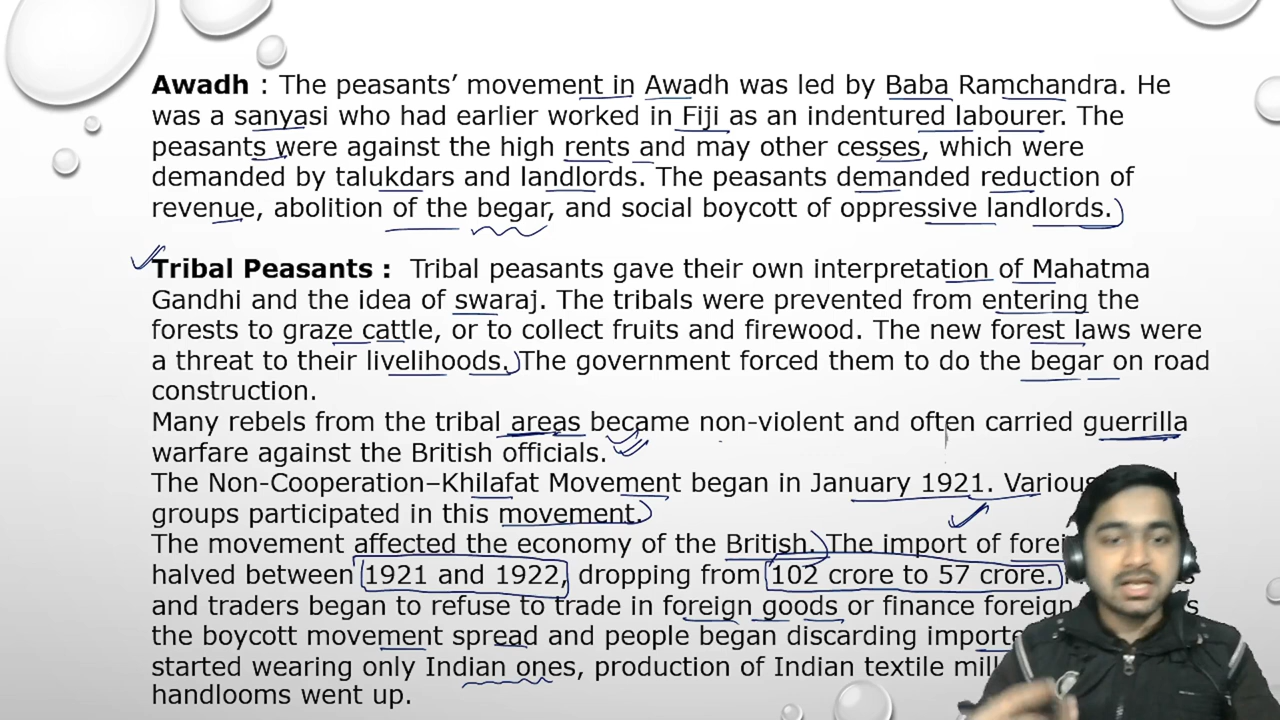 Awadh : The peasants’ movement in Awadh was led by Baba Ramchandra. He
was a sanyasi who had earlier worked in Fiji as an indentured labourer. The
peasants were against the high rents and may other cesses, which were
demanded by talukdars and landlords. The peasants demanded reduction of
revenue, abolition of the begar, and social boycott of oppressive landlords.
Tribal Peasants : Tribal peasants gave their own interpretation of Mahatma
Gandhi and the idea of swaraj. The tribals were prevented from entering the
forests to graze cattle, or to collect fruits and firewood. The new forest laws were
a threat to their livelihoods. The government forced them to do the begar on road
construction.
Many rebels from the tribal areas became non-violent and often carried guerrilla
warfare against the British officials.
The Non-Cooperation–Khilafat Movement began in January 1921. Various
groups participated in this movement.
The movement affected the economy of the British. The import of
halved between 1921 and 1922, dropping from 102 crore to 57 crore.
and traders began to refuse to trade in foreign goods or finance foreign
the boycott movement spread and people began discarding
started wearing only Indian ones, production of Indian textile
handlooms went up.